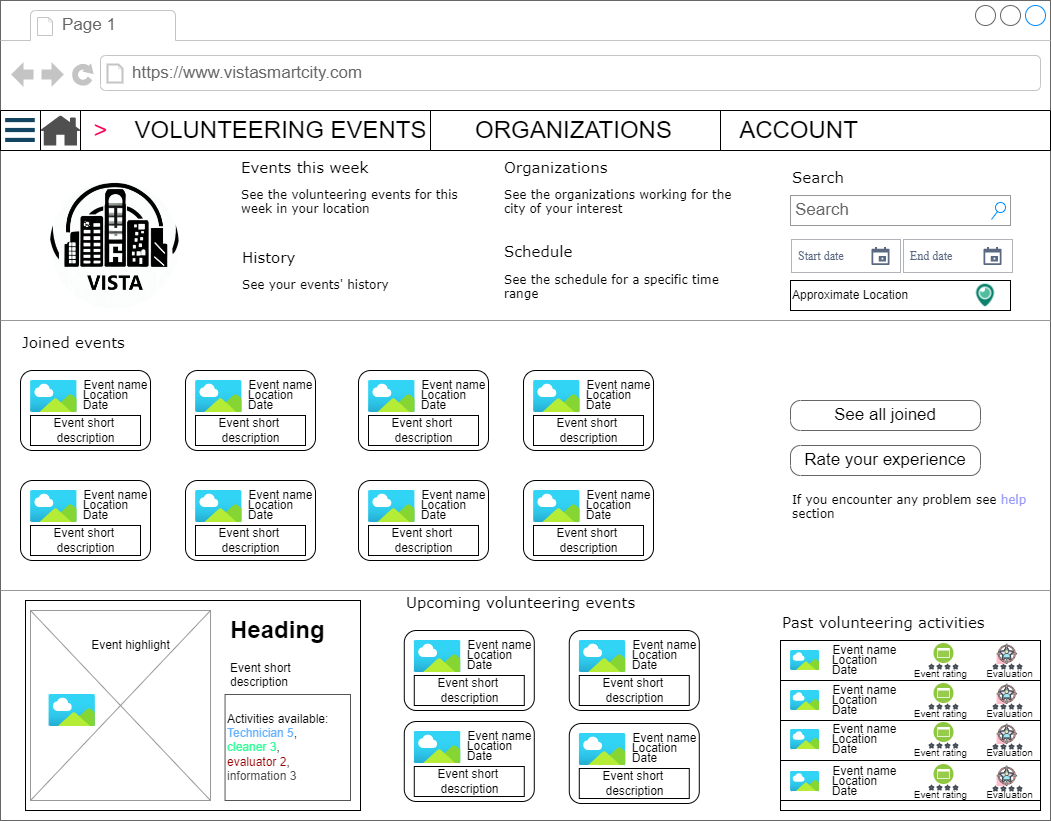 Page 1
https://www.vistasmartcity.com
> VOLUNTEERING EVENTS ORGANIZATIONS ACCOUNT
VISTA
Events this week
See the volunteering events for this
week in your location
History
See your events' history
Organizations
See the organizations working for the
city of your interest
Schedule
See the schedule for a specific time
range
Search
Search
Start date
End date
Approximate Location
Joined events
Event name
Location
Date
Event short
description
Event name
Location
Date
Event short
description
Event name
Location
Date
Event short
description
Event name
Location
Date
Event short
description
Event name
Location
Date
Event short
description
Event name
Location
Date
Event short
description
Event name
Location
Date
Event short
description
Event name
Location
Date
Event short
description
See all joined
Rate your experience
If you encounter any problem see help
section
Event highlight
Heading
Event short
description
Activities available:
Technician 5,
cleaner 3,
evaluator 2,
information 3
Upcoming volunteering events
Event name
Location
Date
Event short
description
Event name
Location
Date
Event short
description
Event name
Location
Date
Event short
description
Event name
Location
Date
Event short
description
Past volunteering activities
Event name
Location
Date
Event rating
Evaluation
Event name
Location
Date
Event rating
Evaluation
Event name
Location
Date
Event rating
Evaluation
Event name
Location
Date
Event rating
Evaluation